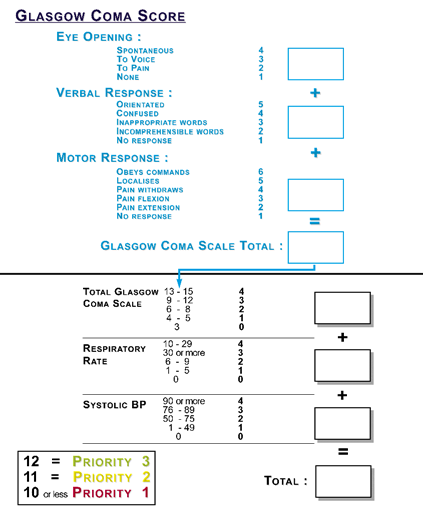 GLASGOW COMA SCORE
EYE OPENING :
SPONTANEOUS 4
TO VOICE 3
TO PAIN 2
NONE 1
+
VERBAL RESPONSE :
ORIENTATED 5
CONFUSED 4
INAPPROPRIATE WORDS 3
INCOMPREHENSIBLE WORDS 2
NO RESPONSE 1
+
MOTOR RESPONSE :
OBEYS COMMANDS 6
LOCALISES 5
PAIN WITHDRAWS 4
PAIN FLEXION 3
PAIN EXTENSION 2
NO RESPONSE 1
=
GLASGOW COMA SCALE TOTAL :
TOTAL GLASGOW 13 - 15 4
COMA SCALE 9 - 12 3
6 - 8 2
4 - 5 1
3 0
+
RESPIRATORY 10 - 29 4
RATE 30 or more 3
6 - 9 2
1 - 5 1
0 0
+
SYSTOLIC BP 90 or more 4
76 - 89 3
50 - 75 2
1 - 49 1
0 0
=
12 = PRIORITY 3
11 = PRIORITY 2
10 or less PRIORITY 1
TOTAL :